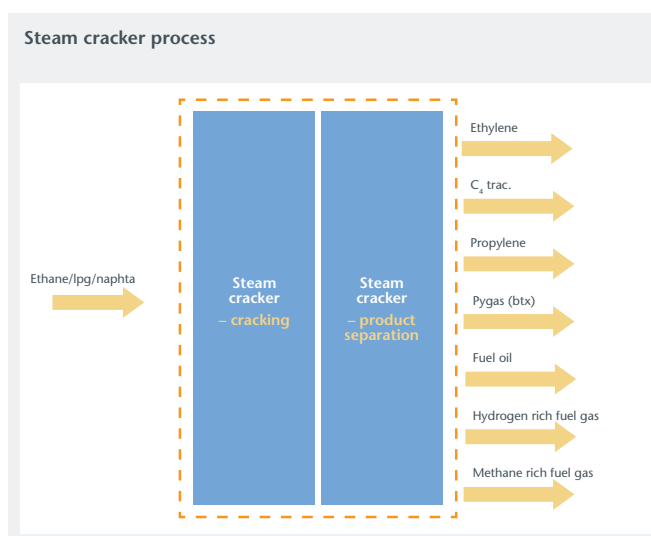 Steam cracker process
Ethane/lpg/naphta
Steam
cracker
– cracking
Steam
cracker
– product
separation
Ethylene
C₄ trac.
Propylene
Pygas (btx)
Fuel oil
Hydrogen rich fuel gas
Methane rich fuel gas